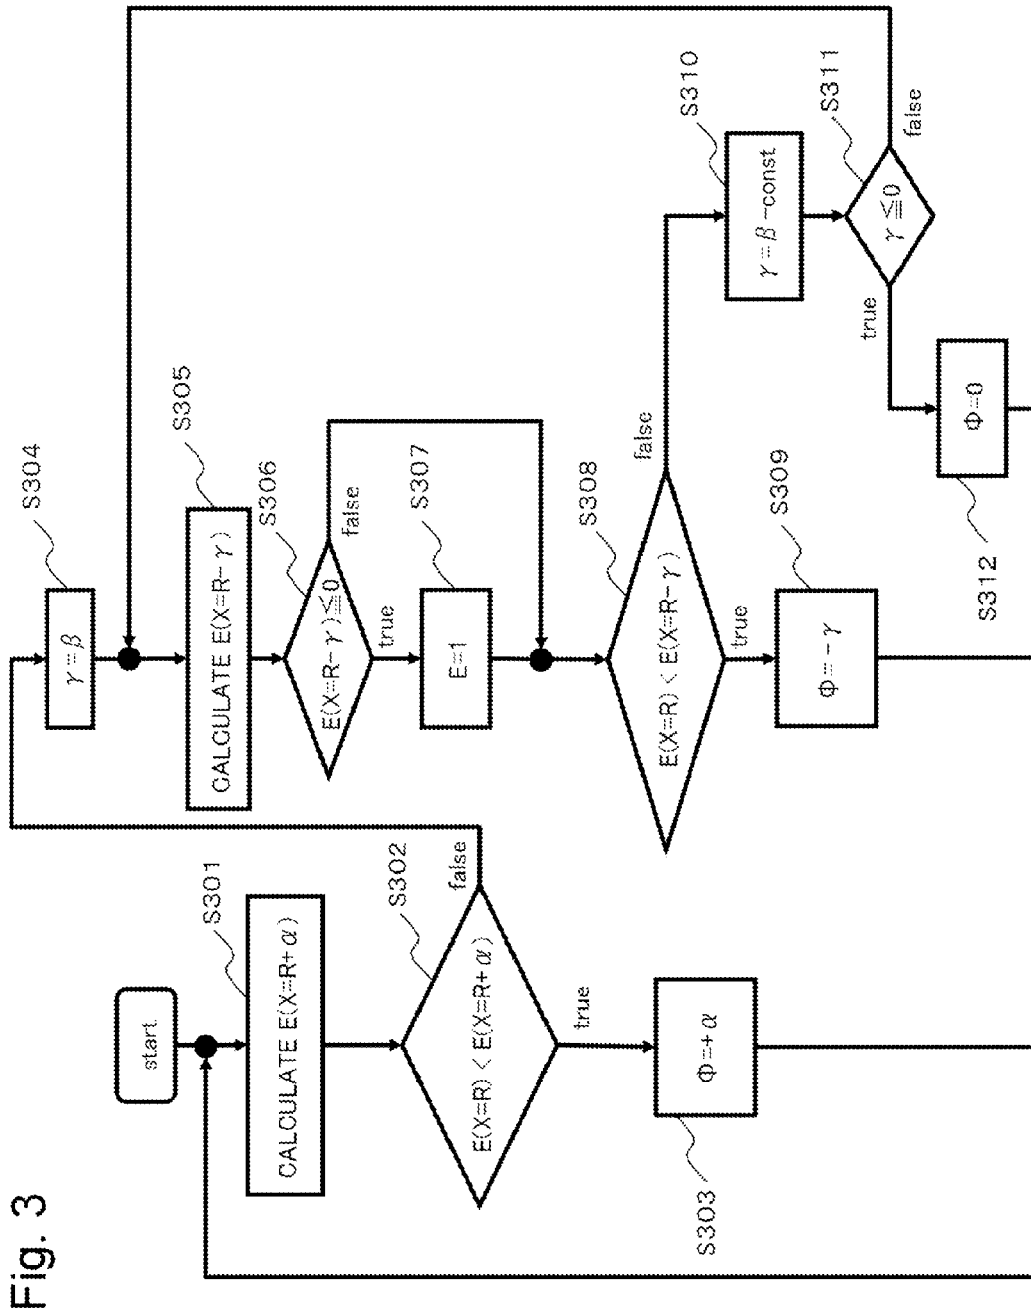 Fig. 3
start
S301
CALCULATE E(X=R+α)
S302
E(X=R) < E(X=R+α)
false
true
S303
Φ=+α
S304
γ=β
S305
CALCULATE E(X=R-γ)
S306
E(X=R-γ)≦0
false
true
S307
E=1
S308
E(X=R) < E(X=R-γ)
false
true
S309
Φ=-γ
S310
γ=β-const
S311
γ≦0
false
true
S312
Φ=0